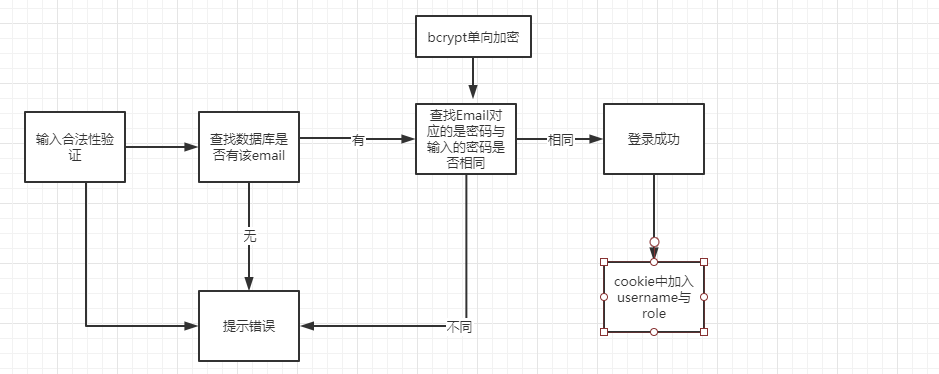 bcrypt单向加密
输入合法性验
证
查找数据库是
否有该email
有
查找Email对
应的是密码与
输入的密码是
否相同
相同
登录成功
无
cookie中加入
username与
role
提示错误
不同